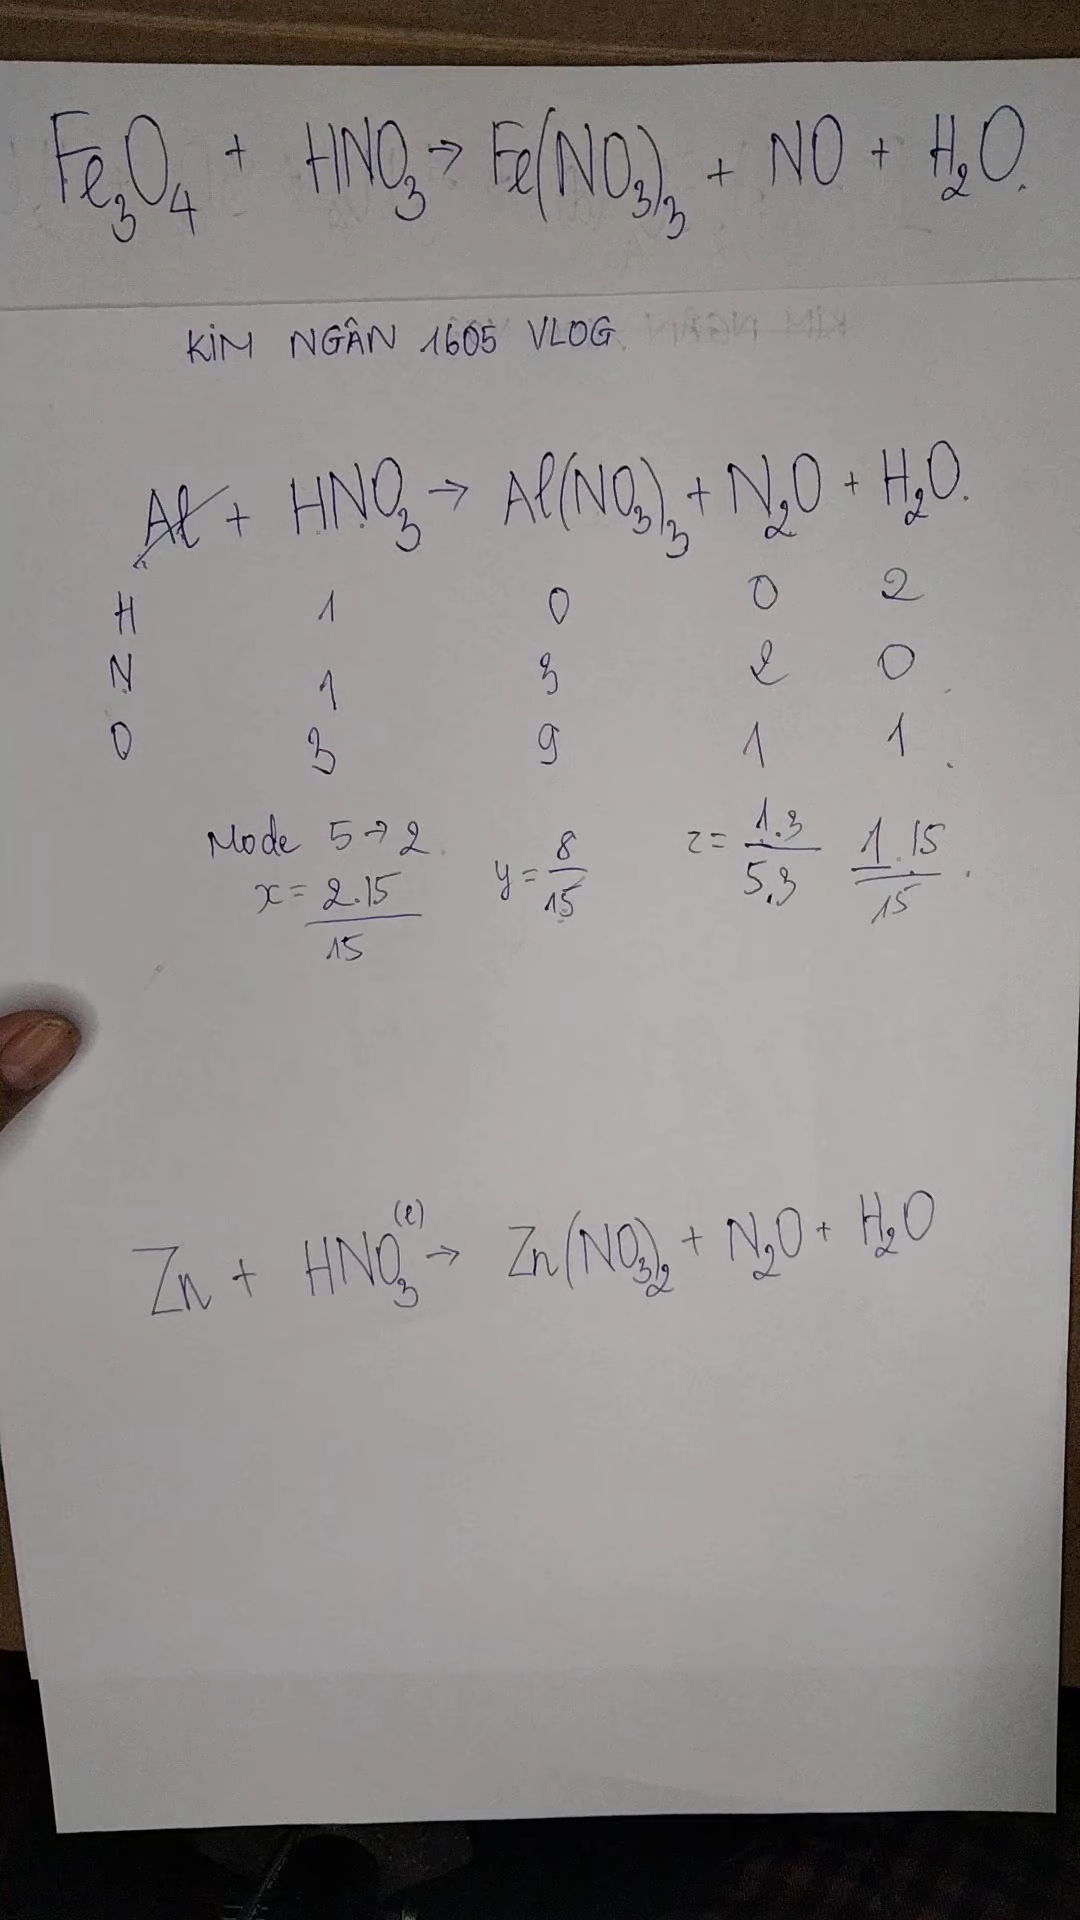 Fe₃O₄ + HNO₃ → Fe(NO₃)₃ + NO + H₂O.
KIM NGÂN 1605 VLOG
Al + HNO₃ → Al(NO₃)₃ + N₂O + H₂O.
H 1 0 0 2
N 1 3 2 0
O 3 9 1 1
Mode 5 → 2
x = 2.15/15 y = 8/15 z = 1.3/5.3 1.15/15
Zn + HNO₃(l) → Zn(NO₃)₂ + N₂O + H₂O